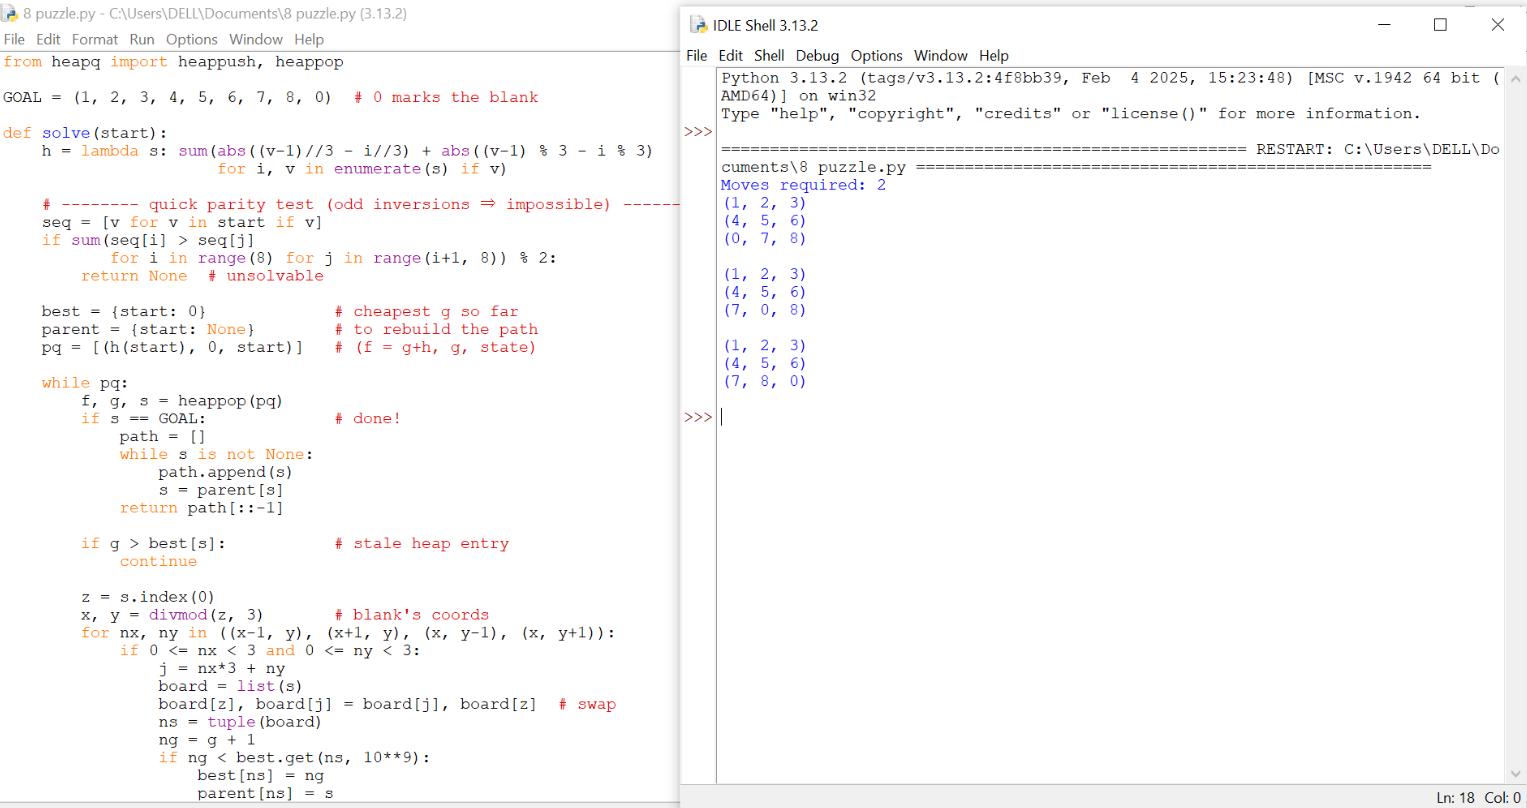 8 puzzle.py - C:\Users\DELL\Documents\8 puzzle.py (3.13.2)
File Edit Format Run Options Window Help
from heapq import heappush, heappop
GOAL = (1, 2, 3, 4, 5, 6, 7, 8, 0)  # 0 marks the blank
def solve(start):
    h = lambda s: sum(abs((v-1)//3 - i//3) + abs((v-1) % 3 - i % 3)
                      for i, v in enumerate(s) if v)
    # -------- quick parity test (odd inversions ⇒ impossible) ------
    seq = [v for v in start if v]
    if sum(seq[i] > seq[j]
           for i in range(8) for j in range(i+1, 8)) % 2:
        return None  # unsolvable
    best = {start: 0}             # cheapest g so far
    parent = {start: None}        # to rebuild the path
    pq = [(h(start), 0, start)]   # (f = g+h, g, state)
    while pq:
        f, g, s = heappop(pq)
        if s == GOAL:             # done!
            path = []
            while s is not None:
                path.append(s)
                s = parent[s]
            return path[::-1]
        if g > best[s]:           # stale heap entry
            continue
        z = s.index(0)
        x, y = divmod(z, 3)       # blank's coords
        for nx, ny in ((x-1, y), (x+1, y), (x, y-1), (x, y+1)):
            if 0 <= nx < 3 and 0 <= ny < 3:
                j = nx*3 + ny
                board = list(s)
                board[z], board[j] = board[j], board[z]  # swap
                ns = tuple(board)
                ng = g + 1
                if ng < best.get(ns, 10**9):
                    best[ns] = ng
                    parent[ns] = s
IDLE Shell 3.13.2
File Edit Shell Debug Options Window Help
Python 3.13.2 (tags/v3.13.2:4f8bb39, Feb  4 2025, 15:23:48) [MSC v.1942 64 bit (
AMD64)] on win32
Type "help", "copyright", "credits" or "license()" for more information.
>>>
====================================================== RESTART: C:\Users\DELL\Do
cuments\8 puzzle.py =====================================================
Moves required: 2
(1, 2, 3)
(4, 5, 6)
(0, 7, 8)
(1, 2, 3)
(4, 5, 6)
(7, 0, 8)
(1, 2, 3)
(4, 5, 6)
(7, 8, 0)
>>>
Ln: 18 Col: 0